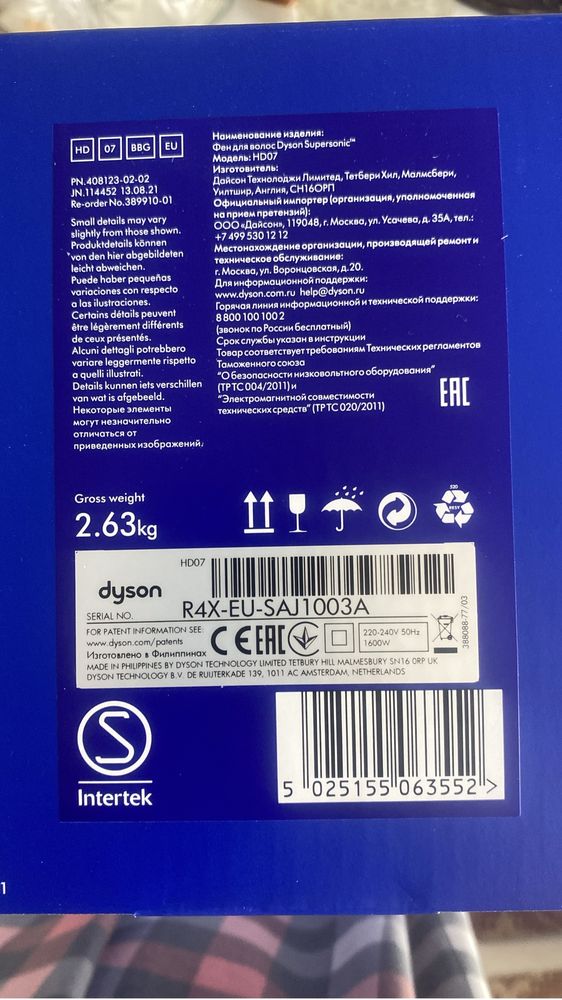 HD 07 BBG EU
PN.408123-02-02
JN.114452 13.08.21
Re-order No.389910-01
Small details may vary
slightly from those shown.
Produktdetails können
von den hier abgebildeten
leicht abweichen.
Puede haber pequeñas
variaciones con respecto
a las ilustraciones.
Certains détails peuvent
être légèrement différents
de ceux présentés.
Alcuni dettagli potrebbero
variare leggermente rispetto
a quelli illustrati.
Details kunnen iets verschillen
van wat is afgebeeld.
Некоторые элементы
могут незначительно
отличаться от
приведенных изображений.
Наименование изделия:
Фен для волос Dyson Supersonic™
Модель: HD07
Изготовитель:
Дайсон Технолоджи Лимитед, Тетбери Хил, Малмсбери,
Уилтшир, Англия, СН16ОРП
Официальный импортер (организация, уполномоченная
на прием претензий):
ООО «Дайсон», 119048, г. Москва, ул. Усачева, д. 35А, тел.:
+7 499 530 12 12
Местонахождение организации, производящей ремонт и
техническое обслуживание:
г. Москва, ул. Воронцовская, д.20.
Для информационной поддержки:
www.dyson.com.ru help@dyson.ru
Горячая линия информационной и технической поддержки:
8 800 100 100 2
(звонок по России бесплатный)
Срок службы указан в инструкции
Товар соответствует требованиям Технических регламентов
Таможенного союза
"О безопасности низковольтного оборудования"
(ТР ТС 004/2011) и
"Электромагнитной совместимости
технических средств" (ТР ТС 020/2011)
EAC
Gross weight
2.63kg
520
BEST
HD07
dyson
SERIAL NO. R4X-EU-SAJ1003A
FOR PATENT INFORMATION SEE:
www.dyson.com/patents
Изготовлено в Филиппинах
CE EAC
220-240V 50Hz
1600W
388088-77/03
MADE IN PHILIPPINES BY DYSON TECHNOLOGY LIMITED TETBURY HILL MALMESBURY SN16 0RP UK
DYSON TECHNOLOGY B.V. DE RUIJTERKADE 139, 1011 AC AMSTERDAM, NETHERLANDS
S
Intertek
5 025155 063552 >
1